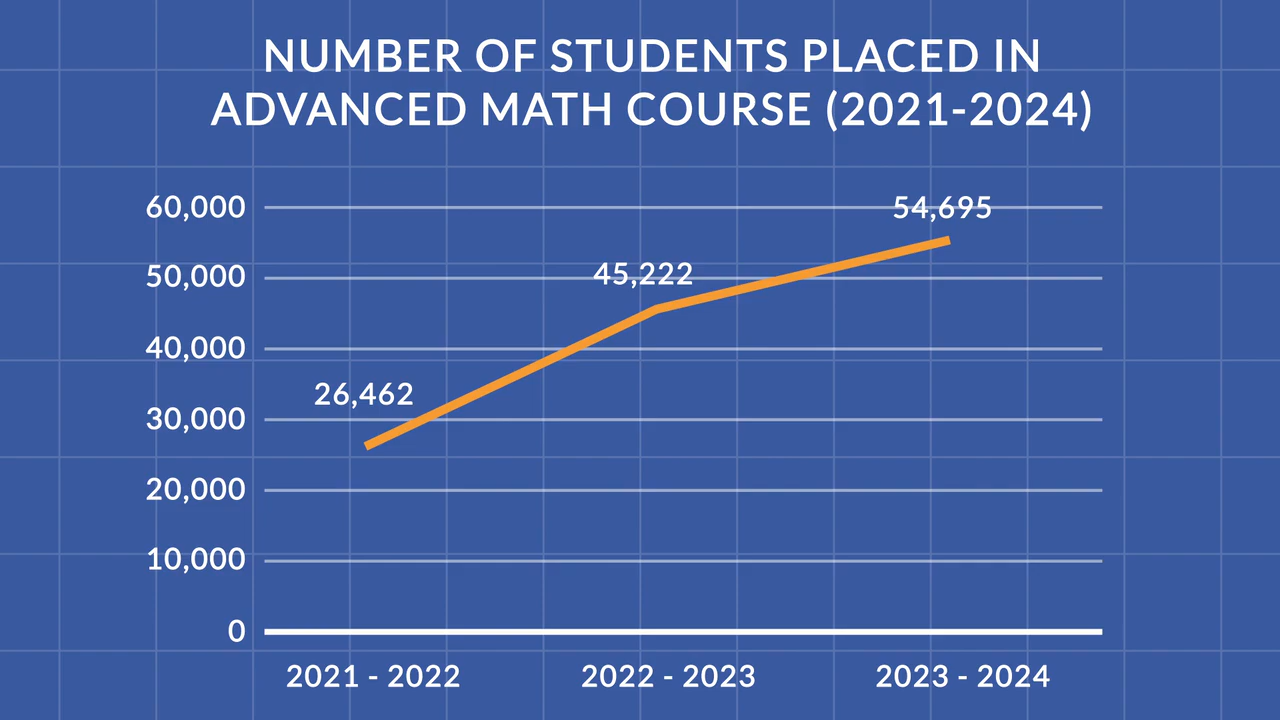 NUMBER OF STUDENTS PLACED IN
ADVANCED MATH COURSE (2021-2024)
60,000
54,695
50,000
45,222
40,000
26,462
30,000
20,000
10,000
0
2021 - 2022
2022 - 2023
2023 - 2024